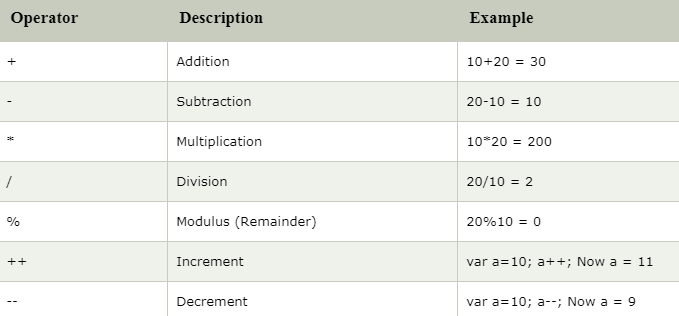 Operator Description Example
+ Addition 10+20 = 30
- Subtraction 20-10 = 10
* Multiplication 10*20 = 200
/ Division 20/10 = 2
% Modulus (Remainder) 20%10 = 0
++ Increment var a=10; a++; Now a = 11
-- Decrement var a=10; a--; Now a = 9